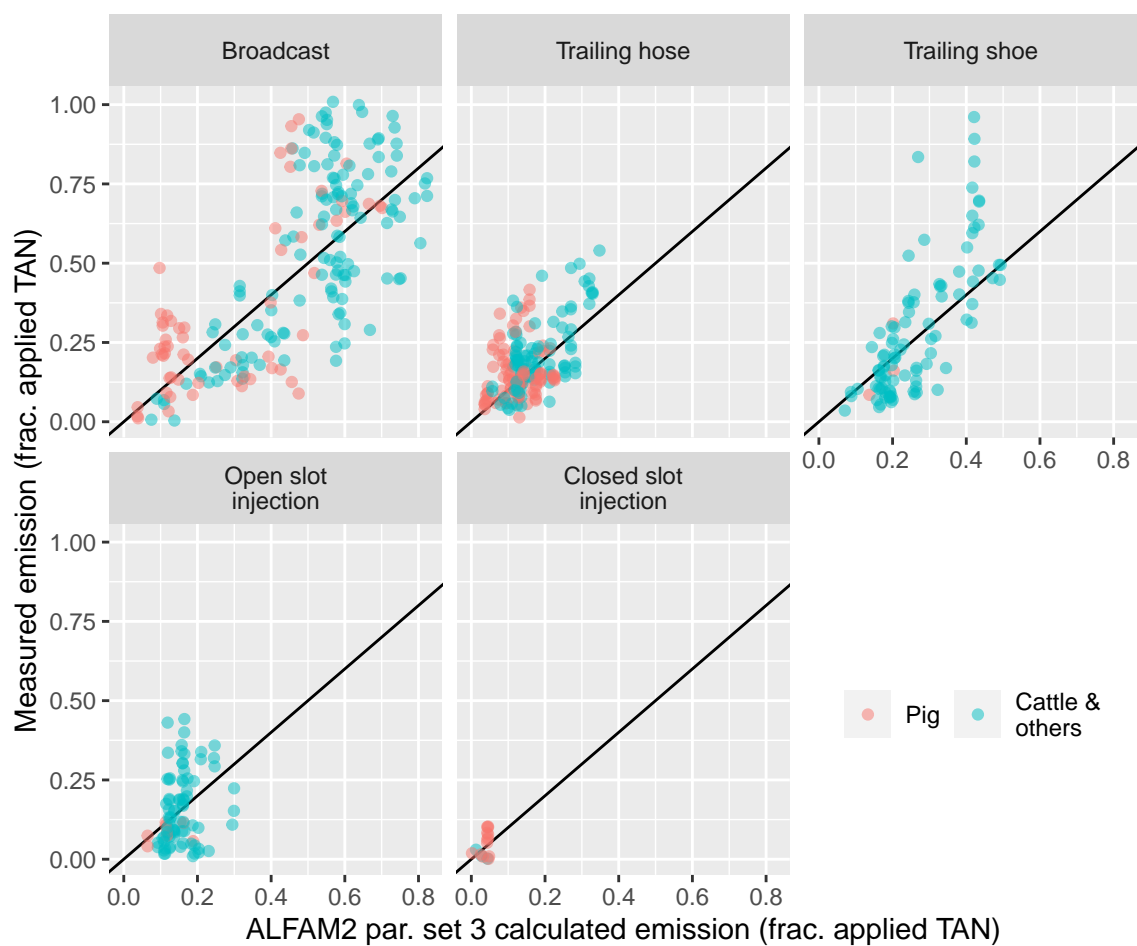 Broadcast
Trailing hose
Trailing shoe
1.00
0.75
0.50
0.25
0.00
0.0 0.2 0.4 0.6 0.8
Open slot
injection
Closed slot
injection
1.00
0.75
0.50
0.25
0.00
0.0 0.2 0.4 0.6 0.8
0.0 0.2 0.4 0.6 0.8
Pig
Cattle &
others
Measured emission (frac. applied TAN)
ALFAM2 par. set 3 calculated emission (frac. applied TAN)